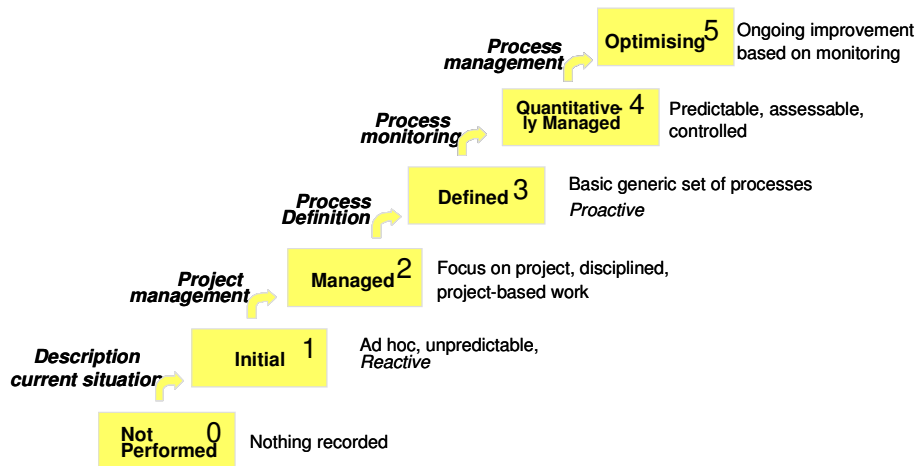 Process
management
Optimising 5
Ongoing improvement
based on monitoring
Process
monitoring
Quantitative- 4
ly Managed
Predictable, assessable,
controlled
Process
Definition
Defined 3
Basic generic set of processes
Proactive
Project
management
Managed 2
Focus on project, disciplined,
project-based work
Description
current situation
Initial 1
Ad hoc, unpredictable,
Reactive
Not 0
Performed
Nothing recorded